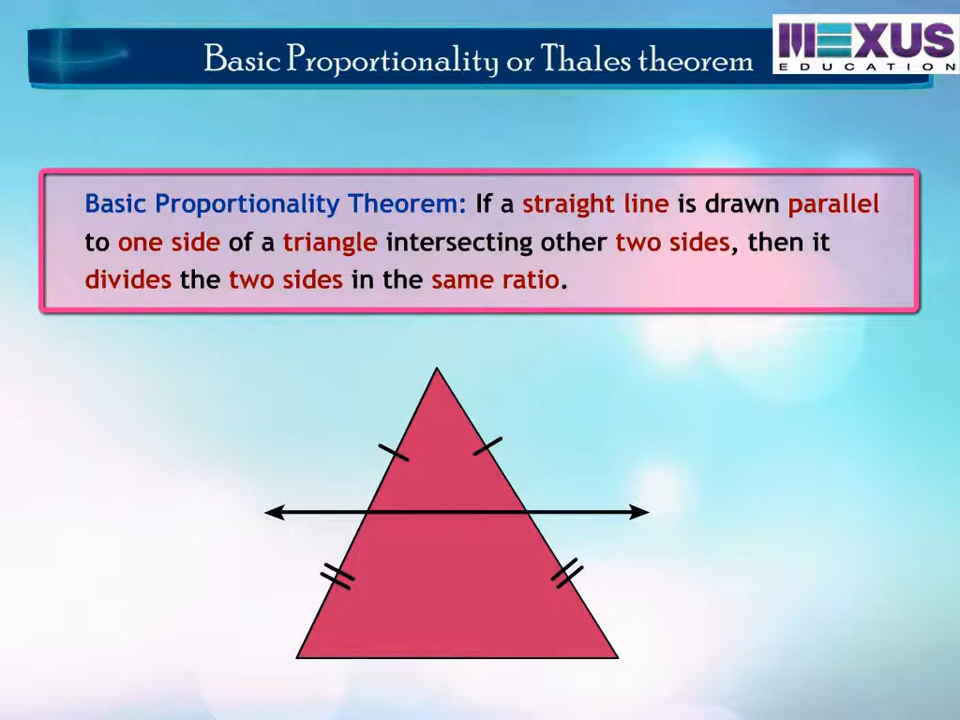 Basic Proportionality or Thales theorem
MEXUS
EDUCATION
Basic Proportionality Theorem: If a straight line is drawn parallel
to one side of a triangle intersecting other two sides, then it
divides the two sides in the same ratio.